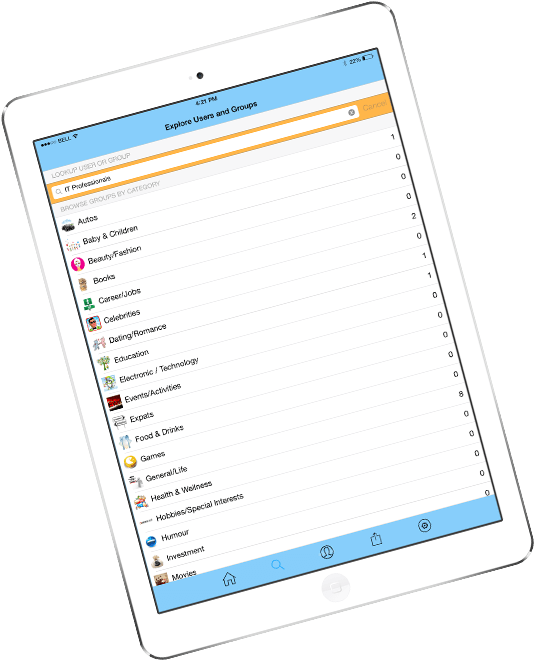 ●●●○○ BELL 4:21 PM 22%
Explore Users and Groups
LOOKUP USER OR GROUP
IT Professionals Cancel
BROWSE GROUPS BY CATEGORY
Autos 1
Baby & Children 0
Beauty/Fashion 0
Books 0
Career/Jobs 2
Celebrities 0
Dating/Romance 1
Education 1
Electronic / Technology 0
Events/Activities 0
Expats 0
Food & Drinks 0
Games 0
General/Life 8
Health & Wellness 0
Hobbies/Special Interests 0
Humour 0
Investment 0
Movies 0